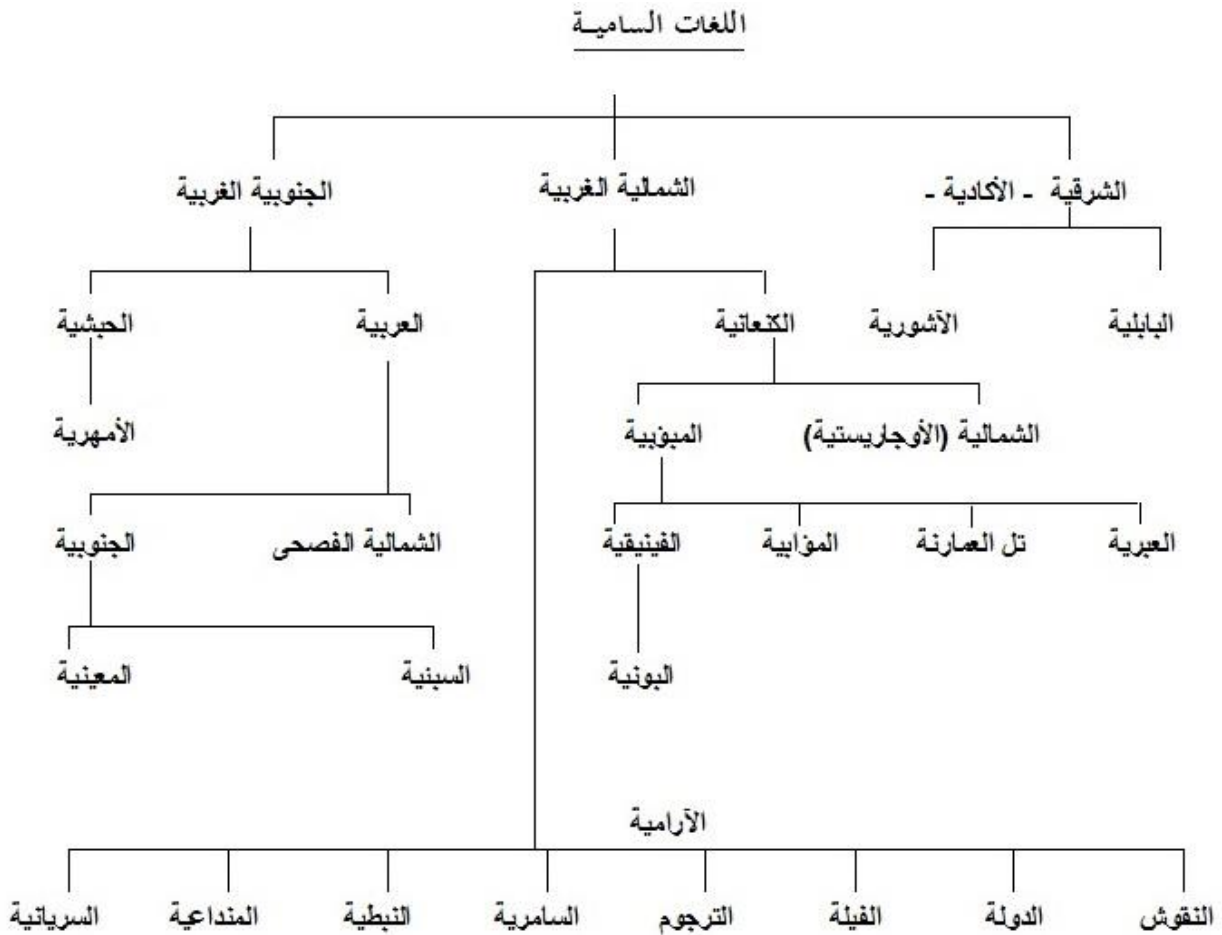 اللغات السامية
الشرقية - الأكادية - الشمالية الغربية الجنوبية الغربية
البابلية الآشورية الكنعانية العربية الحبشية
الشمالية (الأوجاريستية) المبوبية الأمهرية
العبرية تل العمارنة المؤابية الفينيقية الشمالية الفصحى الجنوبية
البونية السبنية المعينية
الآرامية
النقوش الدولة الفيلة الترجوم السامرية النبطية المنداعية السريانية